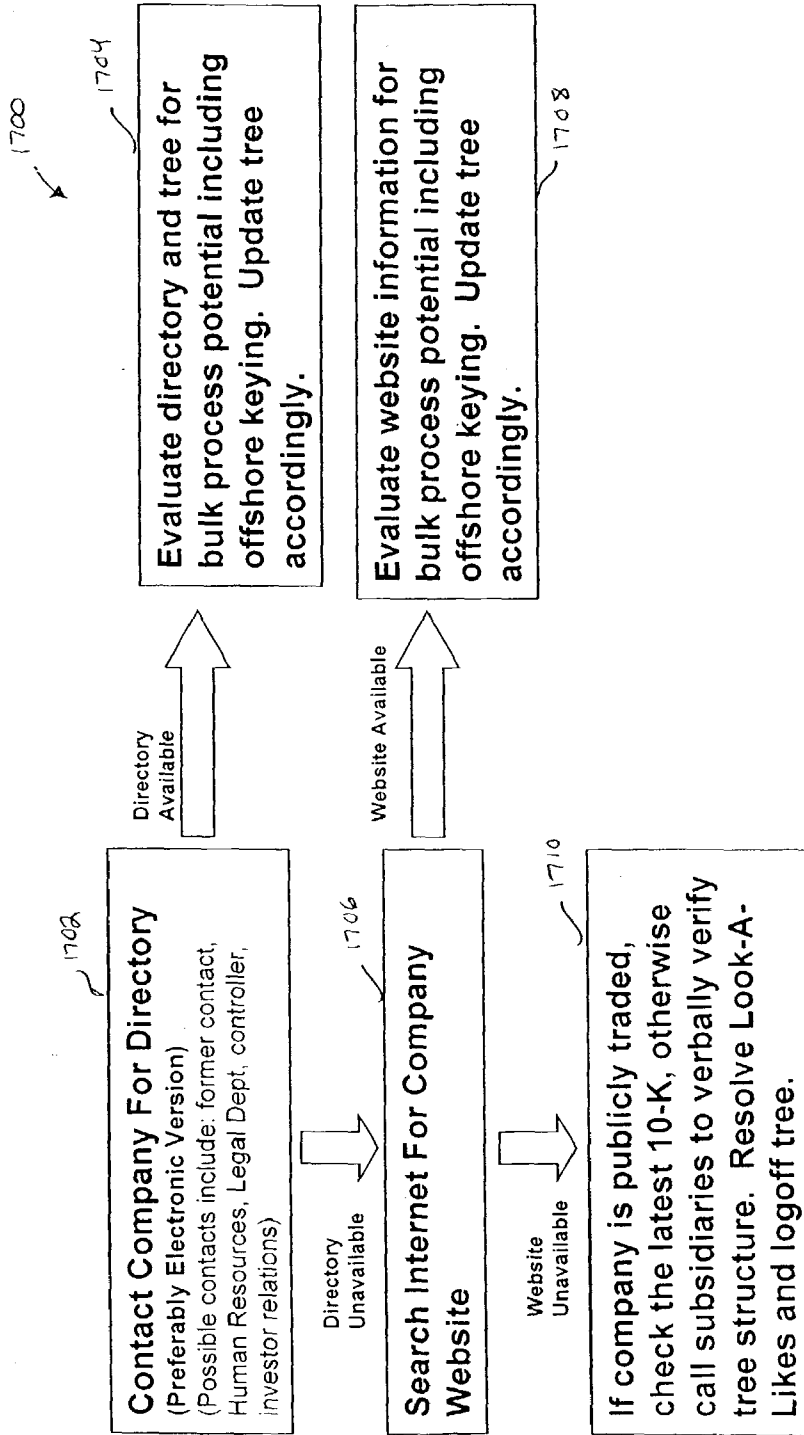 1700
1702
Contact Company For Directory
(Preferably Electronic Version)
(Possible contacts include: former contact,
Human Resources, Legal Dept, controller,
investor relations)
Directory
Available
1704
Evaluate directory and tree for
bulk process potential including
offshore keying. Update tree
accordingly.
Directory
Unavailable
1706
Search Internet For Company
Website
Website Available
Evaluate website information for
bulk process potential including
offshore keying. Update tree
accordingly.
1708
Website
Unavailable
1710
If company is publicly traded,
check the latest 10-K, otherwise
call subsidiaries to verbally verify
tree structure. Resolve Look-A-
Likes and logoff tree.